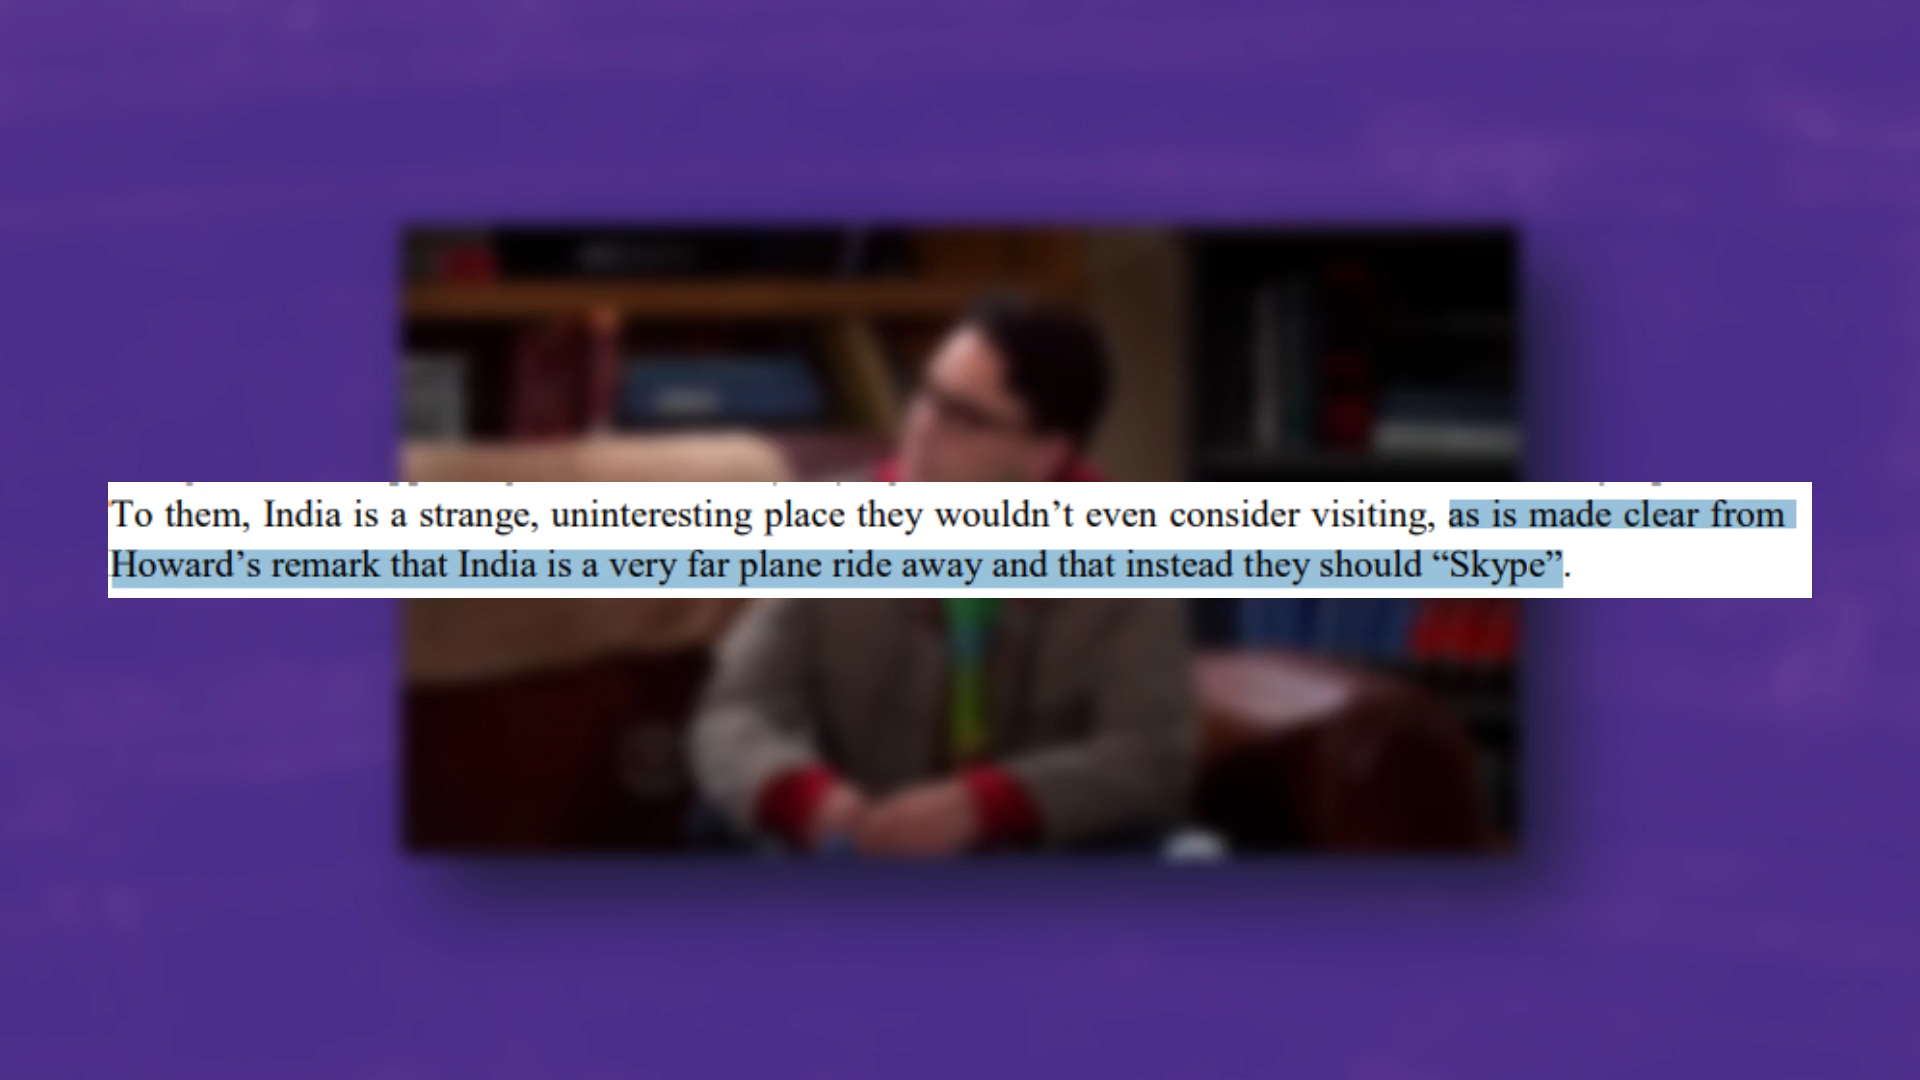 To them, India is a strange, uninteresting place they wouldn’t even consider visiting, as is made clear from
Howard’s remark that India is a very far plane ride away and that instead they should “Skype”.